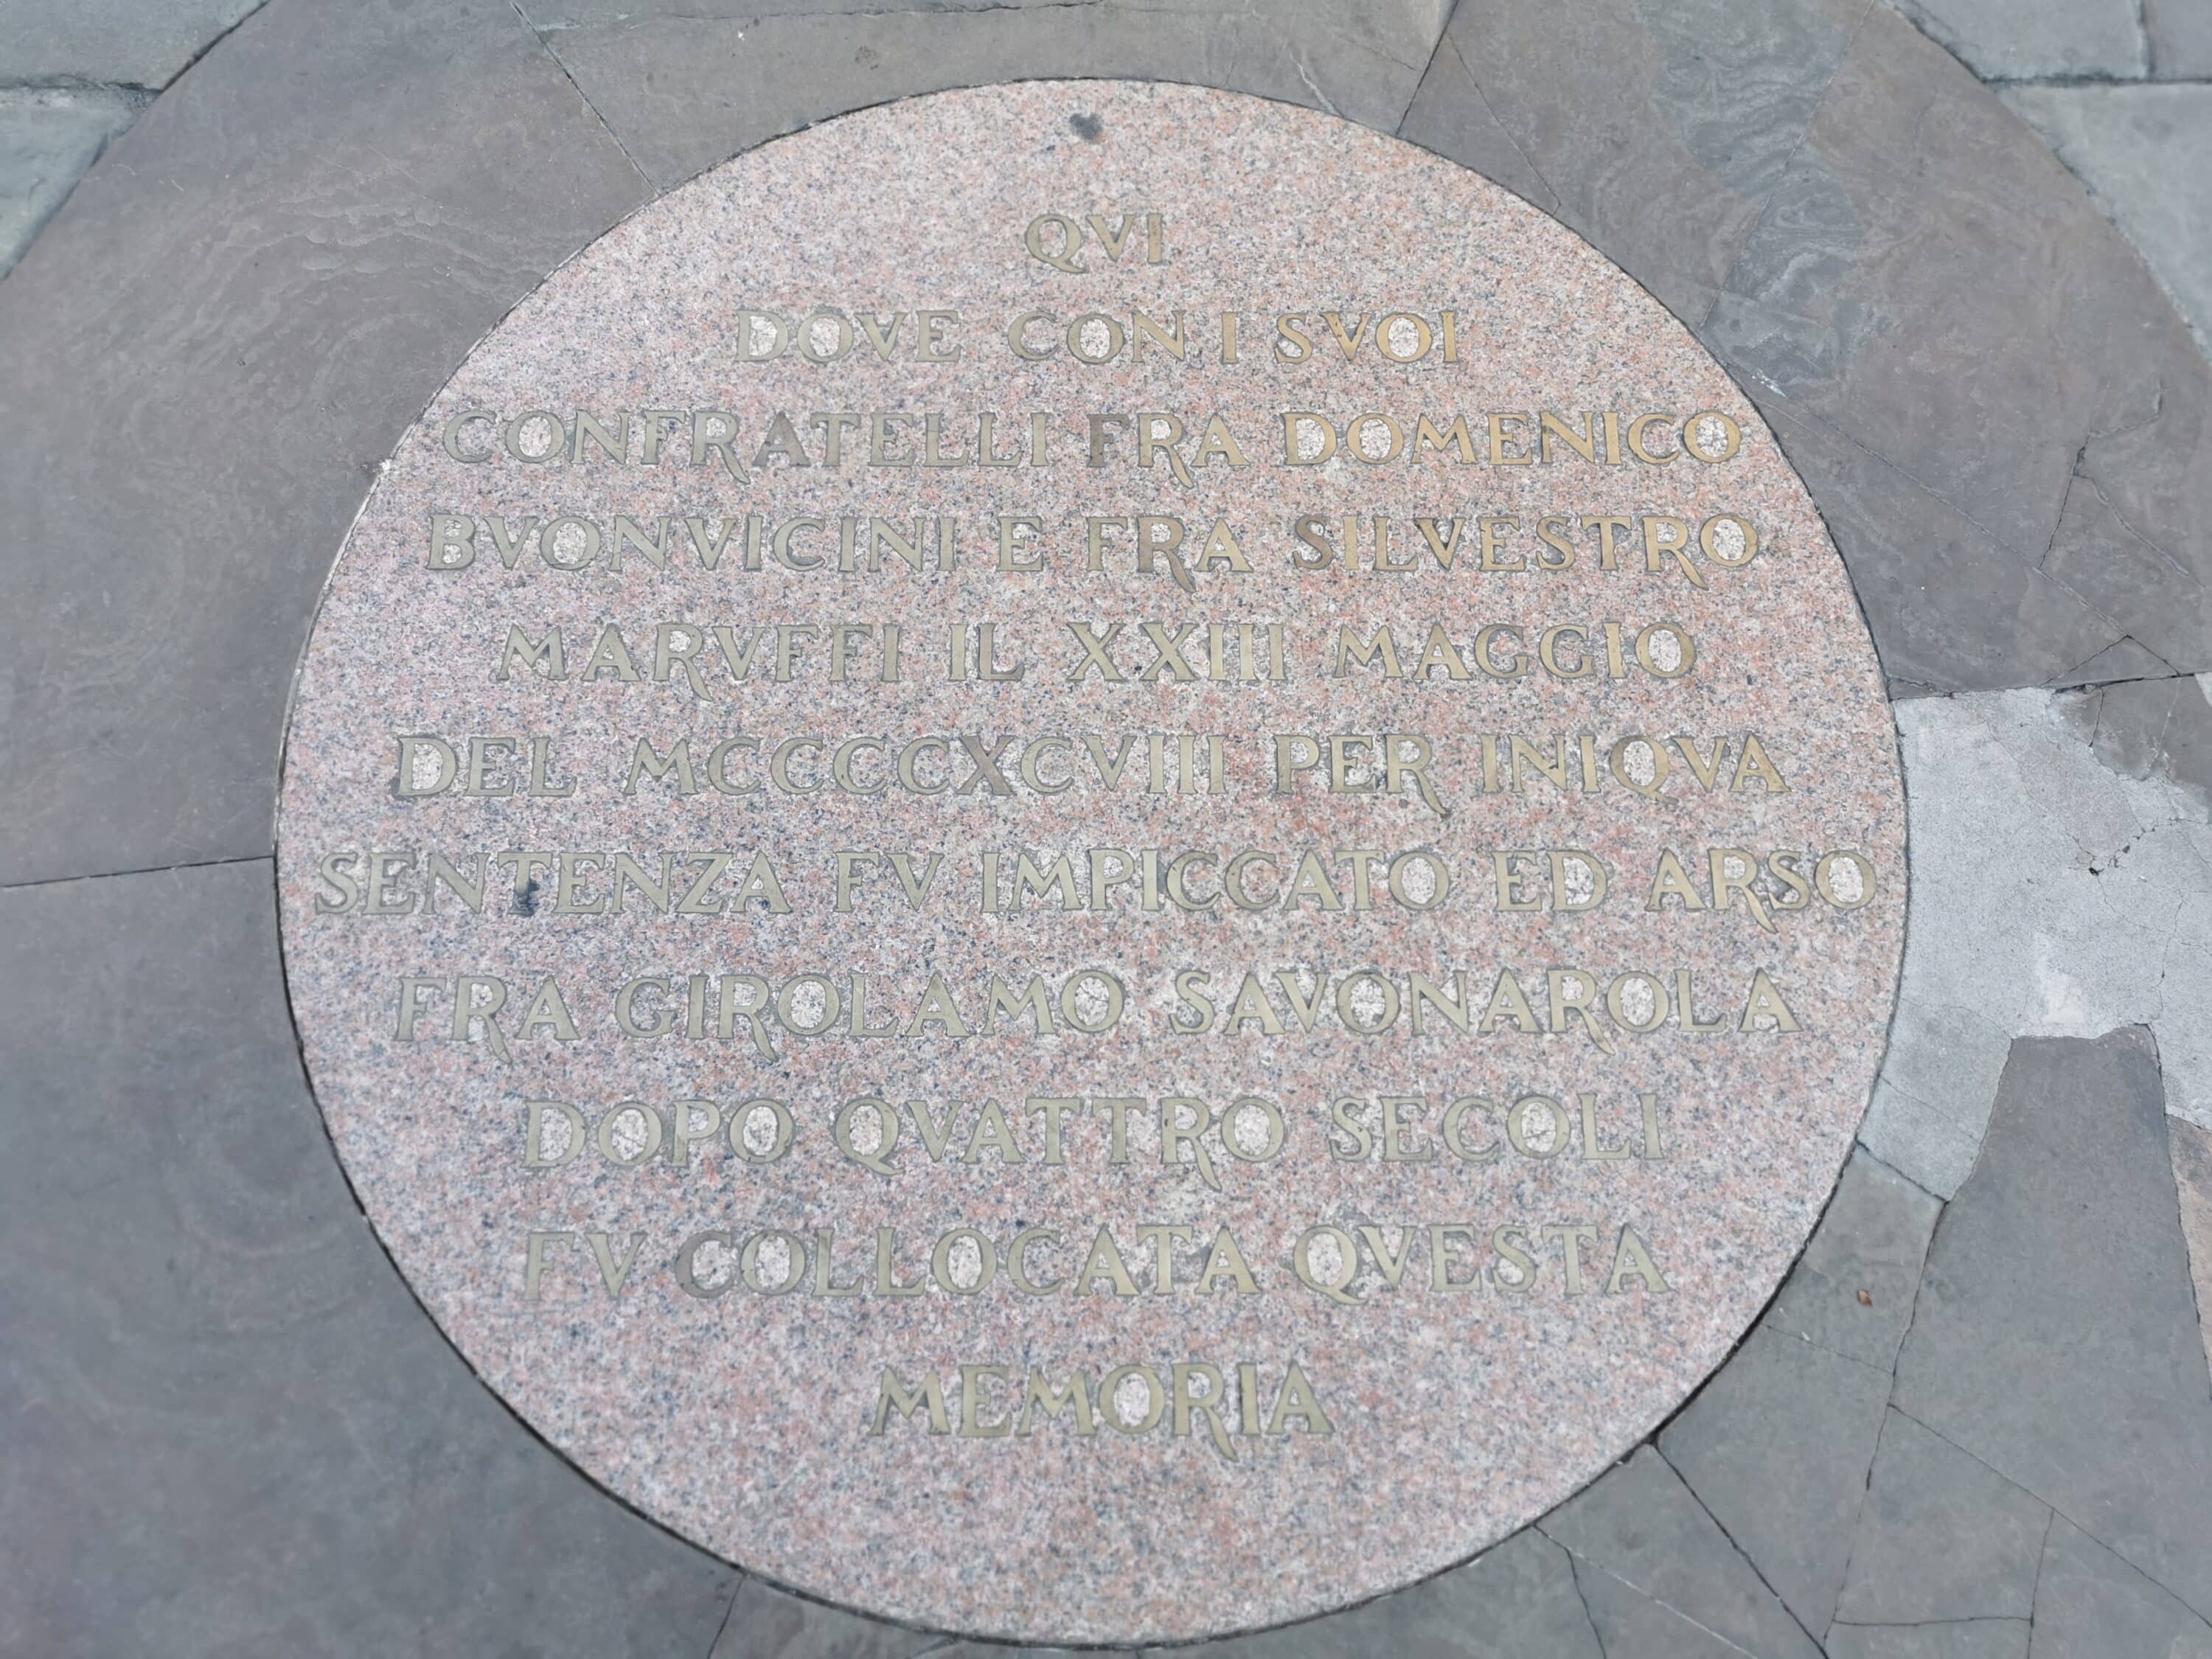 QVI
DOVE CON I SVOI
CONFRATELLI FRA DOMENICO
BVONVICINI E FRA SILVESTRO
MARVFFI IL XXIII MAGGIO
DEL MCCCCXCVIII PER INIQVA
SENTENZA FV IMPICCATO ED ARSO
FRA GIROLAMO SAVONAROLA
DOPO QVATTRO SECOLI
FV COLLOCATA QVESTA
MEMORIA